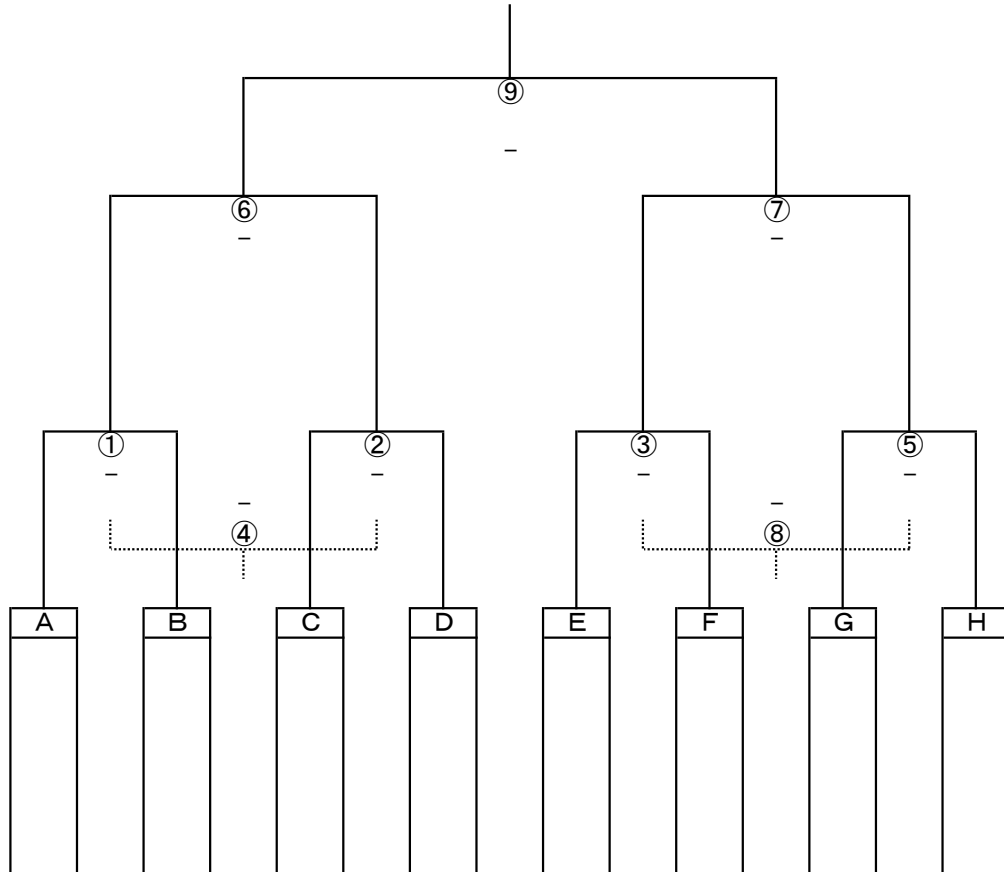 ⑨
–
⑥ ⑦
– –
① ② ③ ⑤
– – – –
– –
④ ⑧
A B C D E F G H